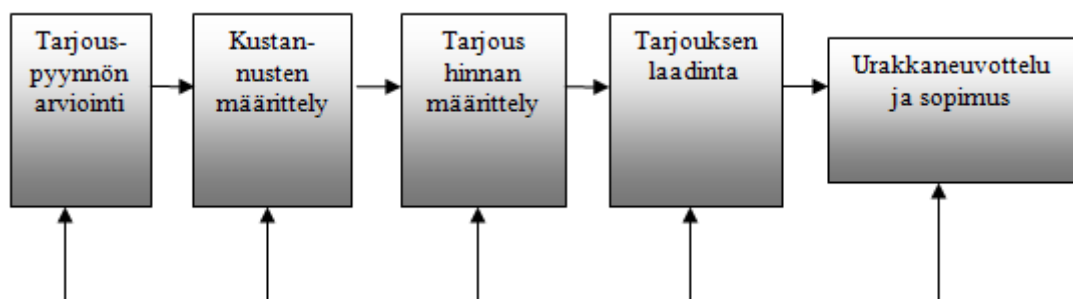 Tarjous-
pyynnön
arviointi
Kustan-
nusten
määrittely
Tarjous
hinnan
määrittely
Tarjouksen
laadinta
Urakkaneuvottelu
ja sopimus